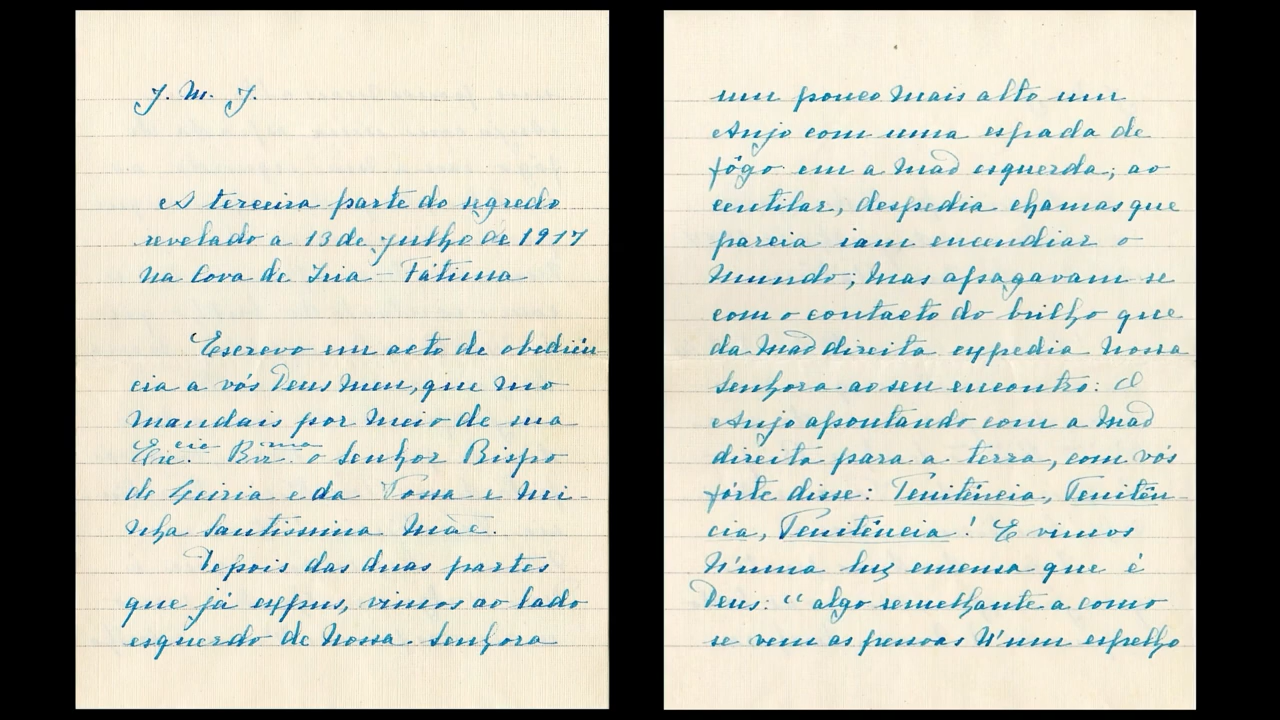 J. M. J.
A terceira parte do segredo
revelado a 13 de julho de 1917
na Cova de Iria – Fátima
Escrevo em acto de obediên-
cia a vós Deus meu, que mo
mandais por meio de sua
Ex.cia Rev.ma o Senhor Bispo
de Leiria e da Vossa e mi-
nha Santissima Mãe.
Depois das duas partes
que já expus, vimos ao lado
esquerdo de Nossa Senhora
um pouco mais alto um
Anjo com uma espada de
fôgo em a mão esquerda; ao
centilar, despedia chamas que
parcia iam encendiar o
mundo; mas apagavam-se
com o contacto do brilho que
da mão direita expedia Nossa
Senhora ao seu encontro: O
Anjo apontando com a mão
direita para a terra, com vós
fórte disse: Penitência, Penitên-
cia, Penitência! E vimos
n'uma luz emensa que é
Deus: "algo semelhante a como
se vem as pessoas n'um espelho